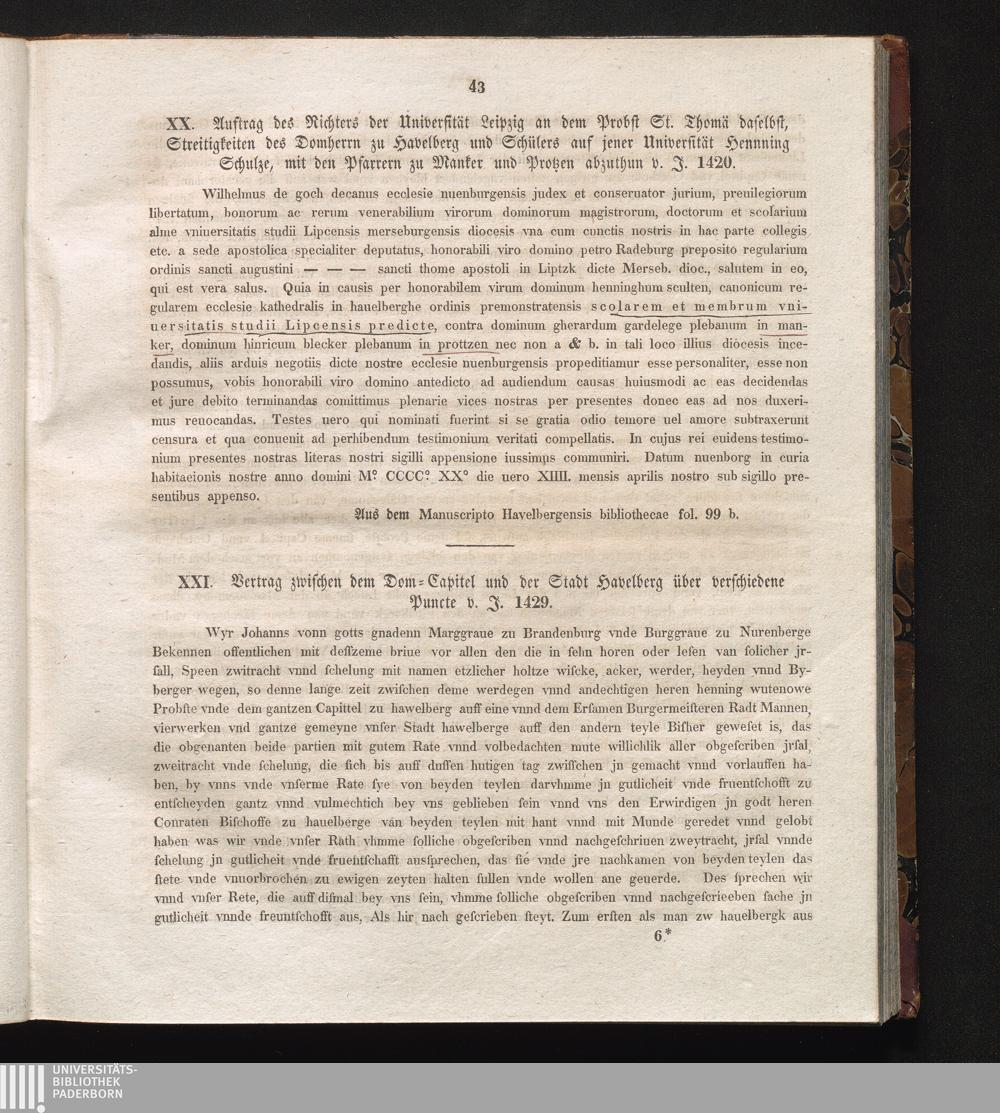 43
XX. Auftrag des Richters der Universität Leipzig an dem Probst St. Thomä daselbst,
Streitigkeiten des Domherrn zu Havelberg und Schülers auf jener Universität Hennning
Schulze, mit den Pfarrern zu Manker und Protzen abzuthun v. J. 1420.
Wilhelmus de goch decanus ecclesie nuenburgensis judex et conseruator jurium, preuilegiorum
libertatum, bonorum ac rerum venerabilium virorum dominorum magistrorum, doctorum et scolarium
alme vniuersitatis studii Lipcensis merseburgensis diocesis vna cum cunctis nostris in hac parte collegis
etc. a sede apostolica specialiter deputatus, honorabili viro domino petro Radeburg preposito regularium
ordinis sancti augustini — — — sancti thome apostoli in Liptzk dicte Merseb. dioc., salutem in eo,
qui est vera salus. Quia in causis per honorabilem virum dominum henninghum sculten, canonicum re-
gularem ecclesie kathedralis in hauelberghe ordinis premonstratensis scolarem et membrum vni-
uersitatis studii Lipcensis predicte, contra dominum gherardum gardelege plebanum in man-
ker, dominum hinricum blecker plebanum in prottzen nec non a & b. in tali loco illius diocesis ince-
dandis, aliis arduis negotiis dicte nostre ecclesie nuenburgensis propeditiamur esse personaliter, esse non
possumus, vobis honorabili viro domino antedicto ad audiendum causas huiusmodi ac eas decidendas
et jure debito terminandas comittimus plenarie vices nostras per presentes donec eas ad nos duxeri-
mus reuocandas. Testes uero qui nominati fuerint si se gratia odio temore uel amore subtraxerunt
censura et qua conuenit ad perhibendum testimonium veritati compellatis. In cujus rei euidens testimo-
nium presentes nostras literas nostri sigilli appensione iussimus communiri. Datum nuenborg in curia
habitacionis nostre anno domini M° CCCC° XX° die uero XIIII. mensis aprilis nostro sub sigillo pre-
sentibus appenso.
Aus dem Manuscripto Havelbergensis bibliothecae fol. 99 b.
XXI. Vertrag zwischen dem Dom-Capitel und der Stadt Havelberg über verschiedene
Puncte v. J. 1429.
Wyr Johanns vonn gotts gnadenn Marggraue zu Brandenburg vnde Burggraue zu Nurenberge
Bekennen offentlichen mit deſſzeme briue vor allen den die in ſehn horen oder leſen van ſolicher jr-
ſall, Speen zwitracht vnnd ſchelung mit namen etzlicher holtze wiſcke, acker, werder, heyden vnnd By-
berger wegen, so denne lange zeit zwiſchen deme werdegen vnnd andechtigen heren henning wutenowe
Probſte vnde dem gantzen Capittel zu hawelberg auff eine vnnd dem Erſamen Burgermeiſteren Radt Mannen,
vierwerken vnd gantze gemeyne vnſer Stadt hawelberge auff den andern teyle Biſher geweſet is, das
die obgenanten beide partien mit gutem Rate vnnd volbedachten mute willichlik aller obgeſcriben jrſal,
zweitracht vnde ſchelung, die ſich bis auff duſſen hutigen tag zwiſſchen jn gemacht vnnd vorlauffen ha-
ben, by vnns vnde vnſerme Rate ſye von beyden teylen darvhmme jn gutlicheit vnde fruentſchofft zu
entſcheyden gantz vnnd vulmechtich bey vns geblieben ſein vnnd vns den Erwirdigen jn godt heren
Conraten Biſchoffe zu hauelberge van beyden teylen mit hant vnnd mit Munde geredet vnnd gelobt
haben was wir vnde vnſer Rath vhmme ſolliche obgeſcriben vnnd nachgeſchriuen zweytracht, jrſal vnnde
ſchelung jn gutlicheit vnde fruehtſchafft ausſprechen, das ſie vnde jre nachkamen von beyden teylen das
ſtete vnde vnuorbrochen zu ewigen zeyten halten ſullen vnde wollen ane geuerde. Des ſprechen wir
vnnd vnſer Rete, die auff diſmal bey vns ſein, vhmme ſolliche obgeſcriben vnnd nachgeſcrieeben ſache jn
gutlicheit vnnde freuntſchofft aus, Als hir nach geſcrieben ſteyt. Zum erſten als man zw hauelbergk aus
6*
UNIVERSITÄTS-
BIBLIOTHEK
PADERBORN